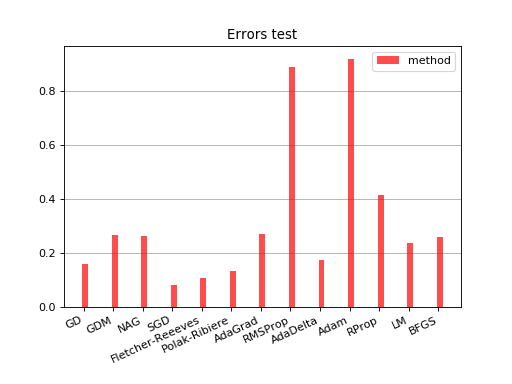 Errors test
method
0.8
0.6
0.4
0.2
0.0
GD
GDM
NAG
SGD
Fletcher-Reeeves
Polak-Ribiere
AdaGrad
RMSProp
AdaDelta
Adam
RProp
LM
BFGS